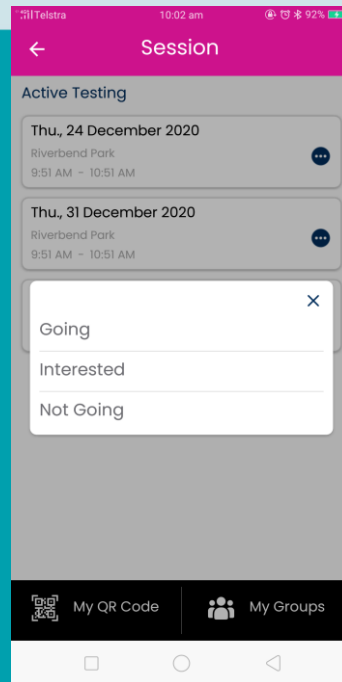 Telstra 10:02 am 92%
Session
Active Testing
Thu., 24 December 2020
Riverbend Park
9:51 AM - 10:51 AM
Thu., 31 December 2020
Riverbend Park
9:51 AM - 10:51 AM
Going
Interested
Not Going
My QR Code My Groups